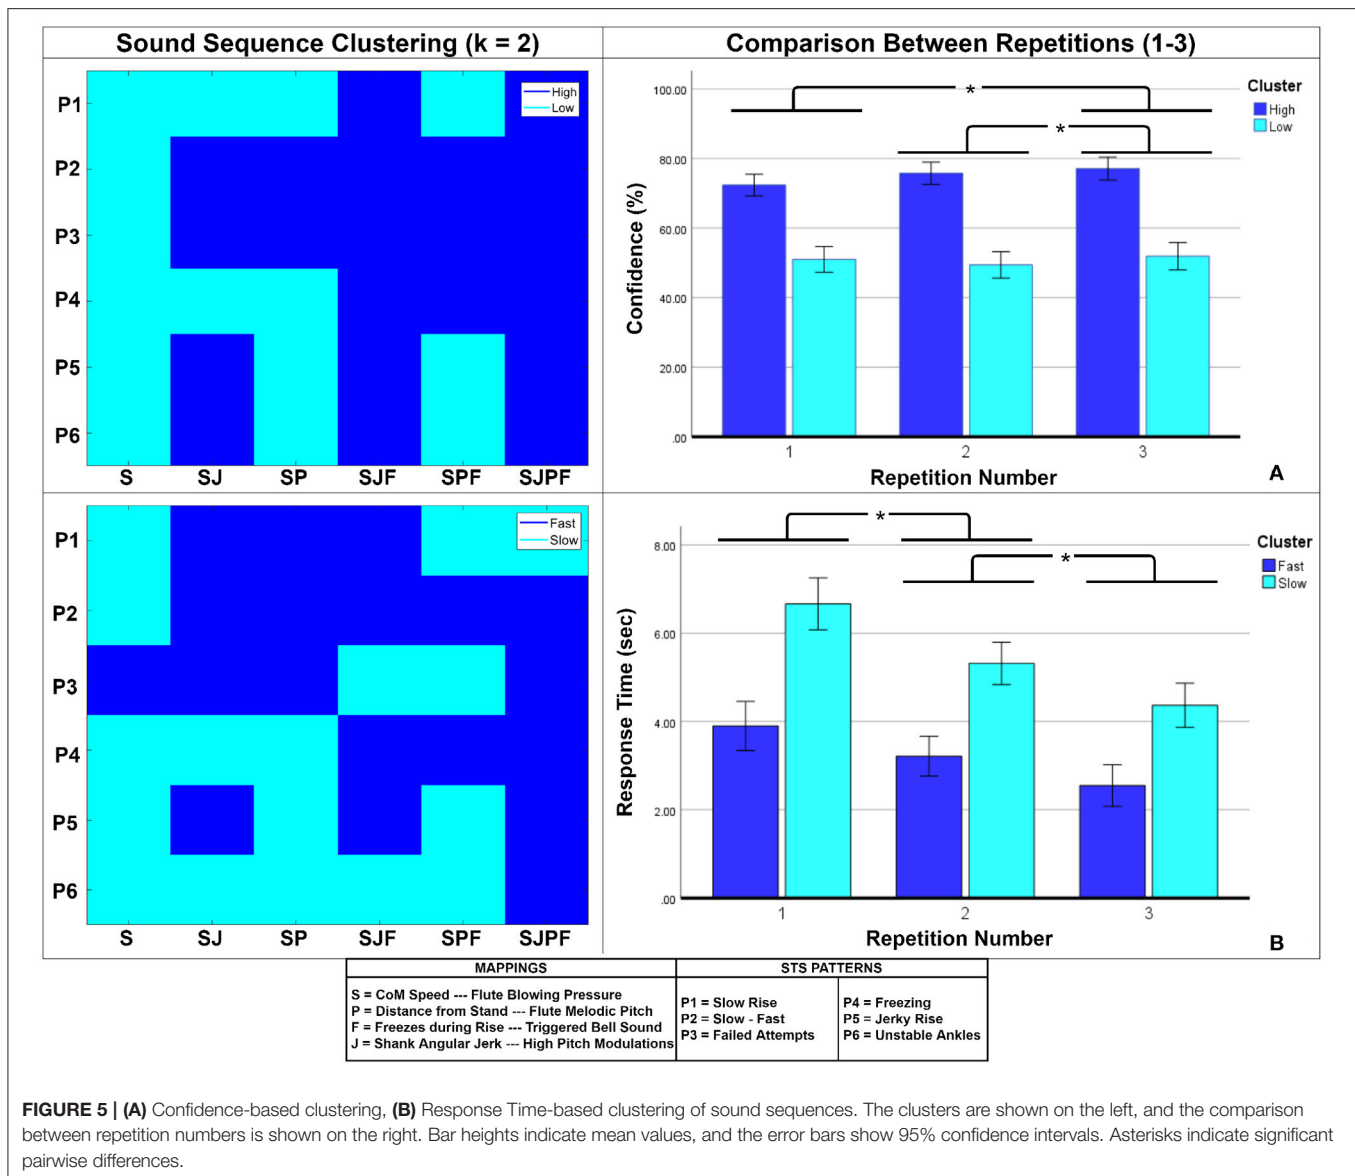 Sound Sequence Clustering (k = 2)
Comparison Between Repetitions (1-3)
High
Low
P1
P2
P3
P4
P5
P6
S SJ SP SJF SPF SJPF
*
*
Cluster
High
Low
100.00
80.00
60.00
40.00
20.00
.00
Confidence (%)
1 2 3
Repetition Number
A
Fast
Slow
P1
P2
P3
P4
P5
P6
S SJ SP SJF SPF SJPF
*
*
Cluster
Fast
Slow
8.00
6.00
4.00
2.00
.00
Response Time (sec)
1 2 3
Repetition Number
B
MAPPINGS
S = CoM Speed --- Flute Blowing Pressure
P = Distance from Stand --- Flute Melodic Pitch
F = Freezes during Rise --- Triggered Bell Sound
J = Shank Angular Jerk --- High Pitch Modulations
STS PATTERNS
P1 = Slow Rise
P2 = Slow - Fast
P3 = Failed Attempts
P4 = Freezing
P5 = Jerky Rise
P6 = Unstable Ankles
FIGURE 5 | (A) Confidence-based clustering, (B) Response Time-based clustering of sound sequences. The clusters are shown on the left, and the comparison
between repetition numbers is shown on the right. Bar heights indicate mean values, and the error bars show 95% confidence intervals. Asterisks indicate significant
pairwise differences.